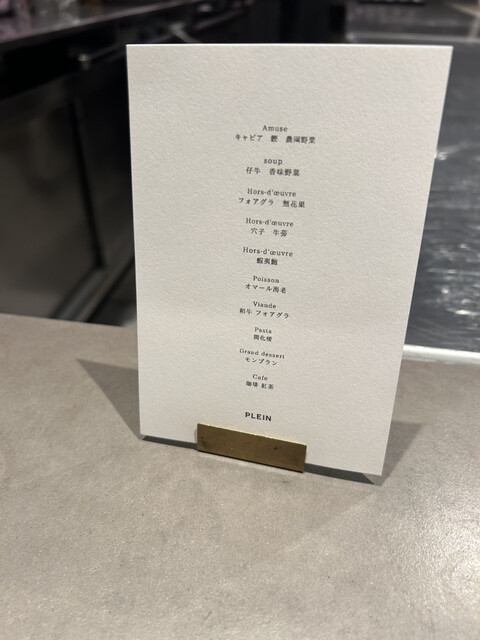 Amuse
キャビア 鰹 農園野菜
soup
仔牛 香味野菜
Hors-d'œuvre
フォアグラ 無花果
Hors-d'œuvre
穴子 牛蒡
Hors-d'œuvre
蝦夷鮑
Poisson
オマール海老
Viande
和牛 フォアグラ
Pasta
開化楼
Grand dessert
モンブラン
Cafe
珈琲 紅茶
PLEIN